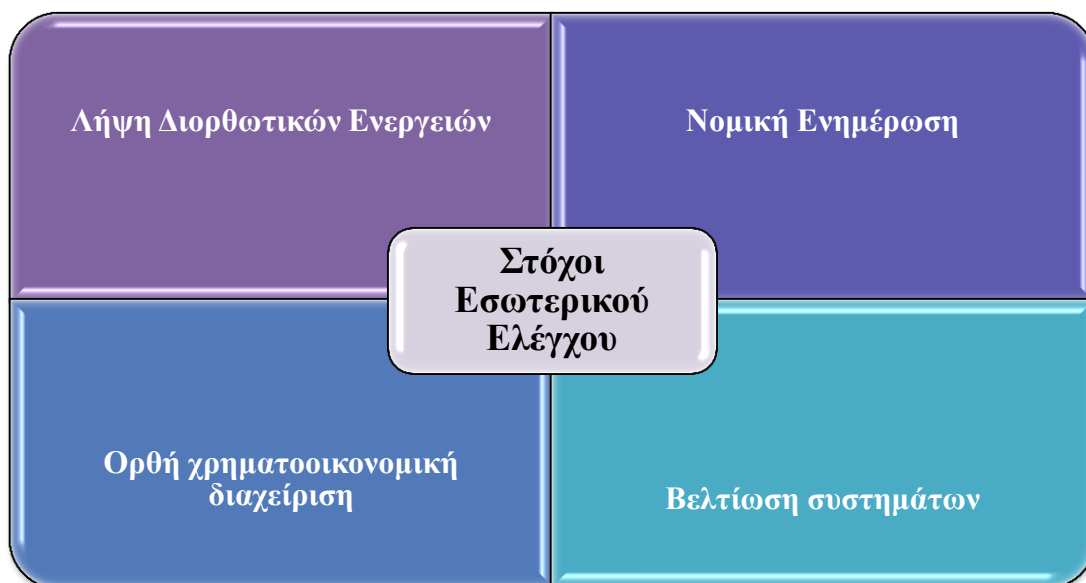 Λήψη Διορθωτικών Ενεργειών
Νομική Ενημέρωση
Στόχοι
Εσωτερικού
Ελέγχου
Ορθή χρηματοοικονομική
διαχείριση
Βελτίωση συστημάτων